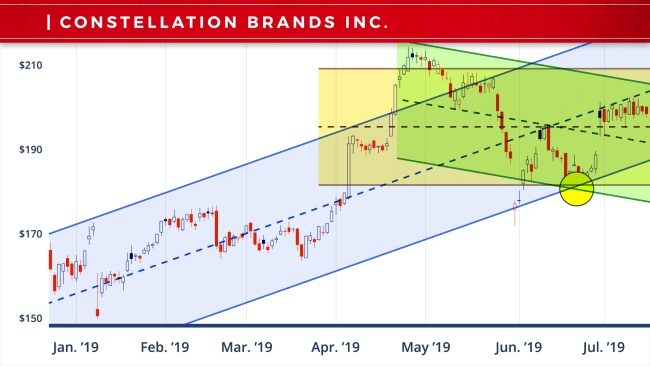 | CONSTELLATION BRANDS INC.
$210
$190
$170
$150
Jan. '19 Feb. '19 Mar. '19 Apr. '19 May '19 Jun. '19 Jul. '19